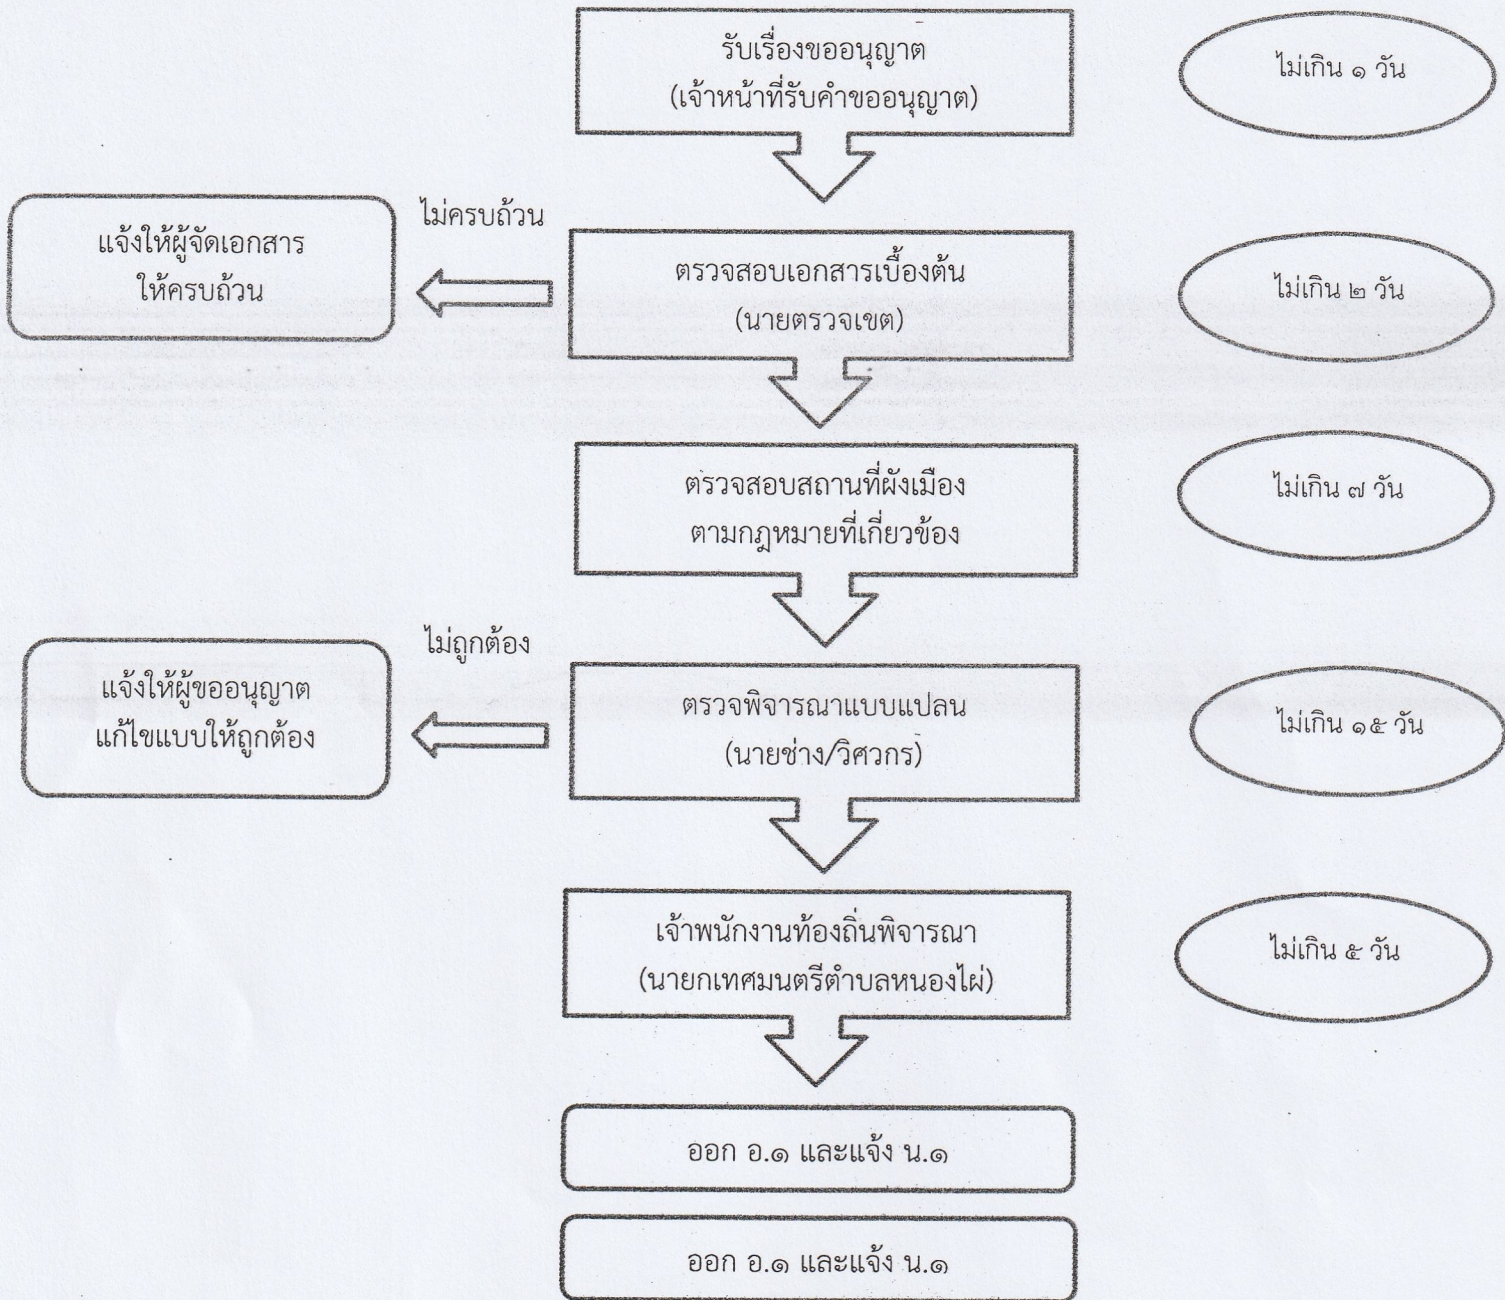 รับเรื่องขออนุญาต
(เจ้าหน้าที่รับคำขออนุญาต)
ไม่เกิน ๑ วัน
ไม่ครบถ้วน
แจ้งให้ผู้จัดเอกสาร
ให้ครบถ้วน
ตรวจสอบเอกสารเบื้องต้น
(นายตรวจเขต)
ไม่เกิน ๒ วัน
ตรวจสอบสถานที่ผังเมือง
ตามกฎหมายที่เกี่ยวข้อง
ไม่เกิน ๗ วัน
ไม่ถูกต้อง
แจ้งให้ผู้ขออนุญาต
แก้ไขแบบให้ถูกต้อง
ตรวจพิจารณาแบบแปลน
(นายช่าง/วิศวกร)
ไม่เกิน ๑๕ วัน
เจ้าพนักงานท้องถิ่นพิจารณา
(นายกเทศมนตรีตำบลหนองไผ่)
ไม่เกิน ๕ วัน
ออก อ.๑ และแจ้ง น.๑
ออก อ.๑ และแจ้ง น.๑